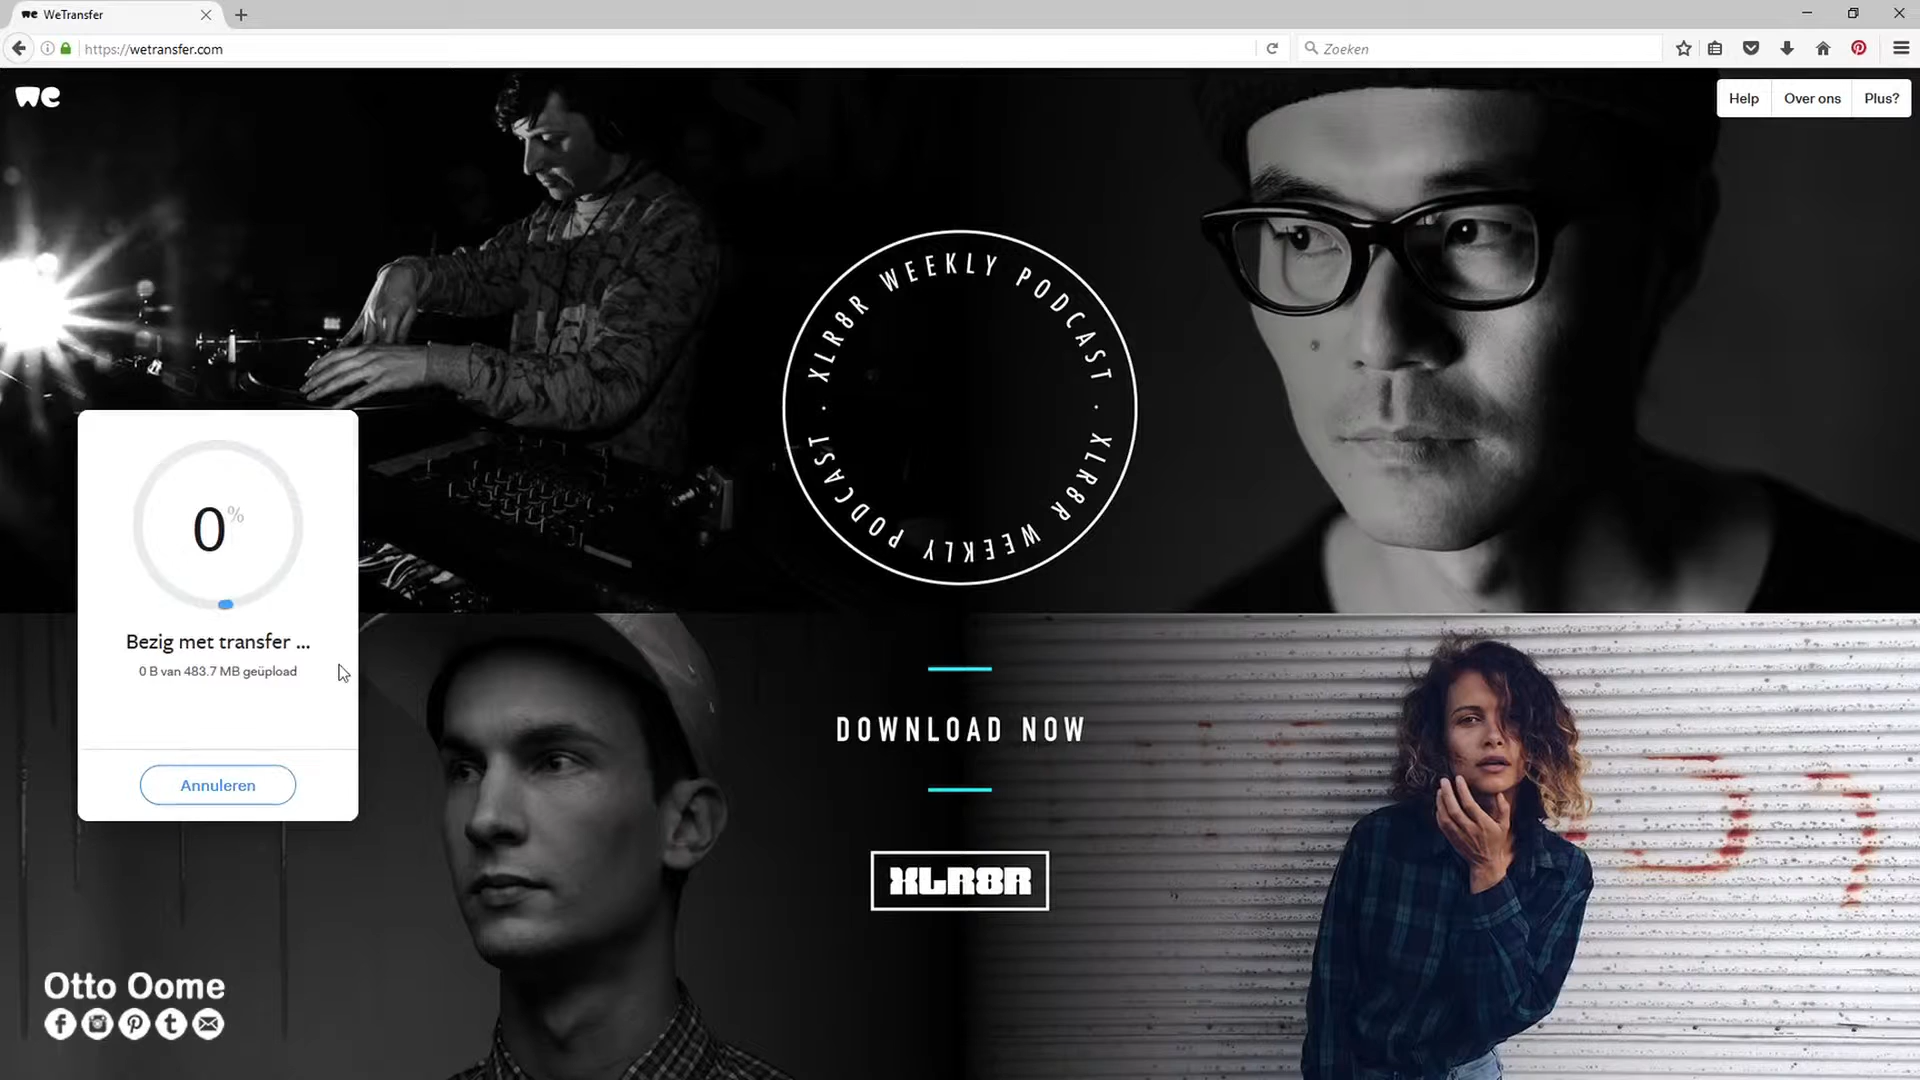 WeTransfer
https://wetransfer.com
Zoeken
we
Help
Over ons
Plus?
XLR8R WEEKLY PODCAST · XLR8R WEEKLY PODCAST ·
0%
Bezig met transfer ...
0 B van 483.7 MB geüpload
Annuleren
DOWNLOAD NOW
XLR8R
Otto Oome